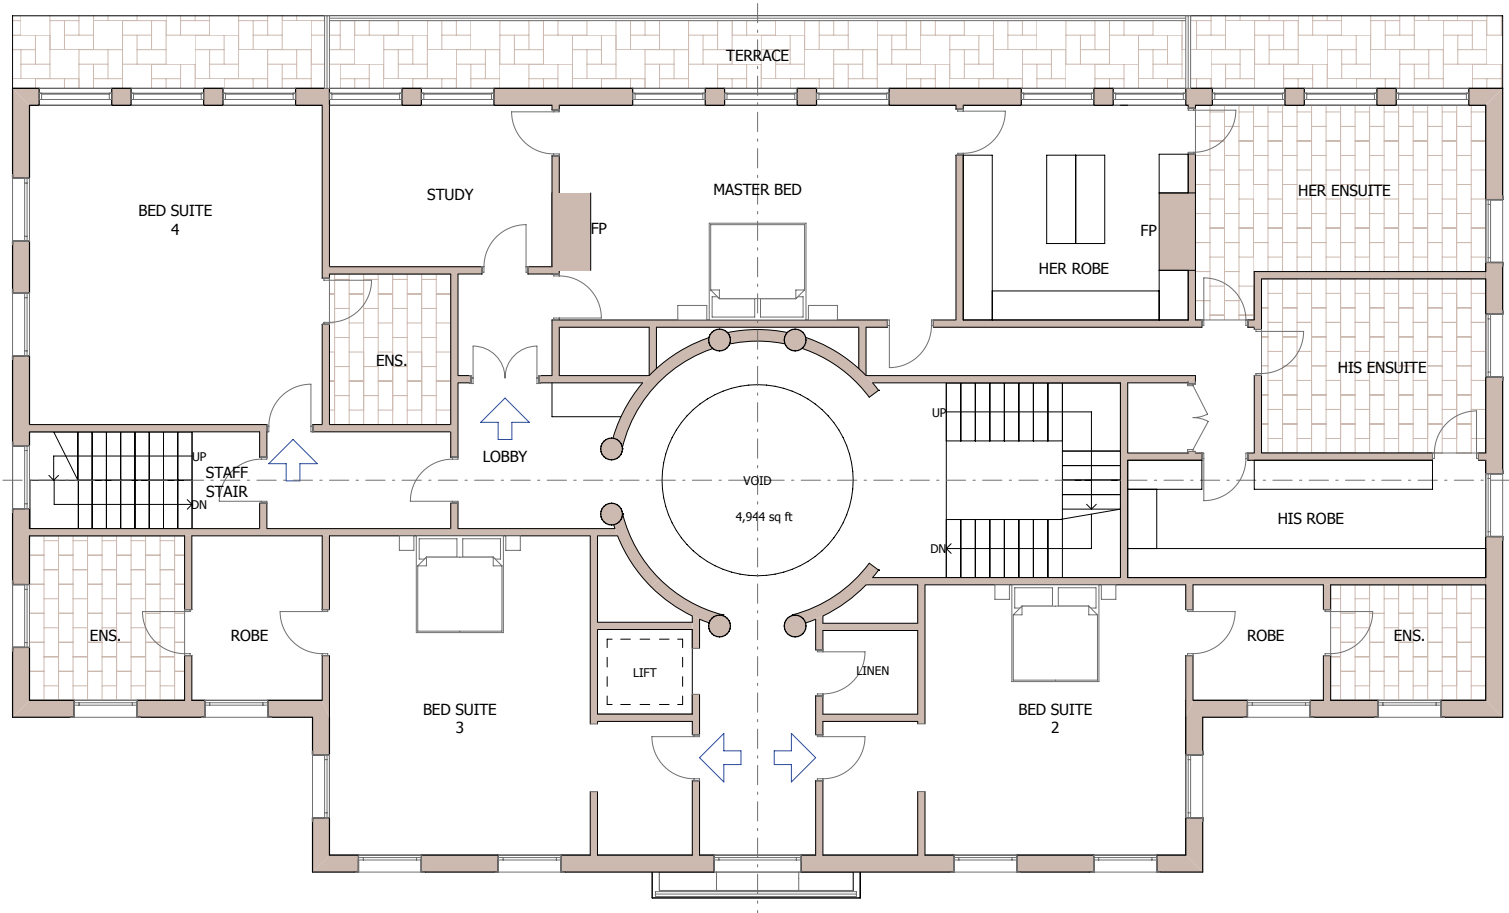 TERRACE
BED SUITE
4
STUDY
MASTER BED
FP
HER ROBE
FP
HER ENSUITE
ENS.
HIS ENSUITE
UP
STAFF
STAIR
DN
LOBBY
VOID
4,944 sq ft
UP
DN
HIS ROBE
ENS.
ROBE
BED SUITE
3
LIFT
LINEN
BED SUITE
2
ROBE
ENS.